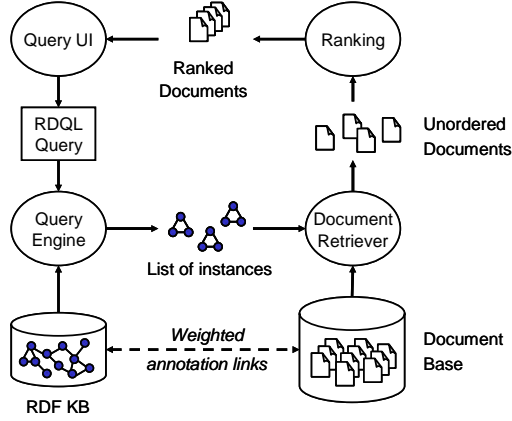 Query UI
Ranked
Documents
Ranking
RDQL
Query
Unordered
Documents
Query
Engine
List of instances
Document
Retriever
Weighted
annotation links
Document
Base
RDF KB